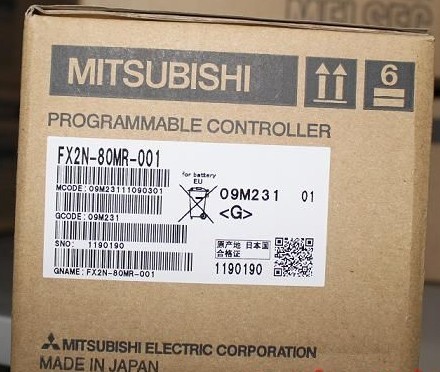 MELSEC
MITSUBISHI
6
PROGRAMMABLE CONTROLLER
FX2N-80MR-001
for battery
EU
MCODE: 09M23111090301
09M231 01
<G>
GCODE: 09M231
原产地 日本国
合格证
SNO: 1190190
1190190
GNAME: FX2N-80MR-001
MITSUBISHI ELECTRIC CORPORATION
MADE IN JAPAN